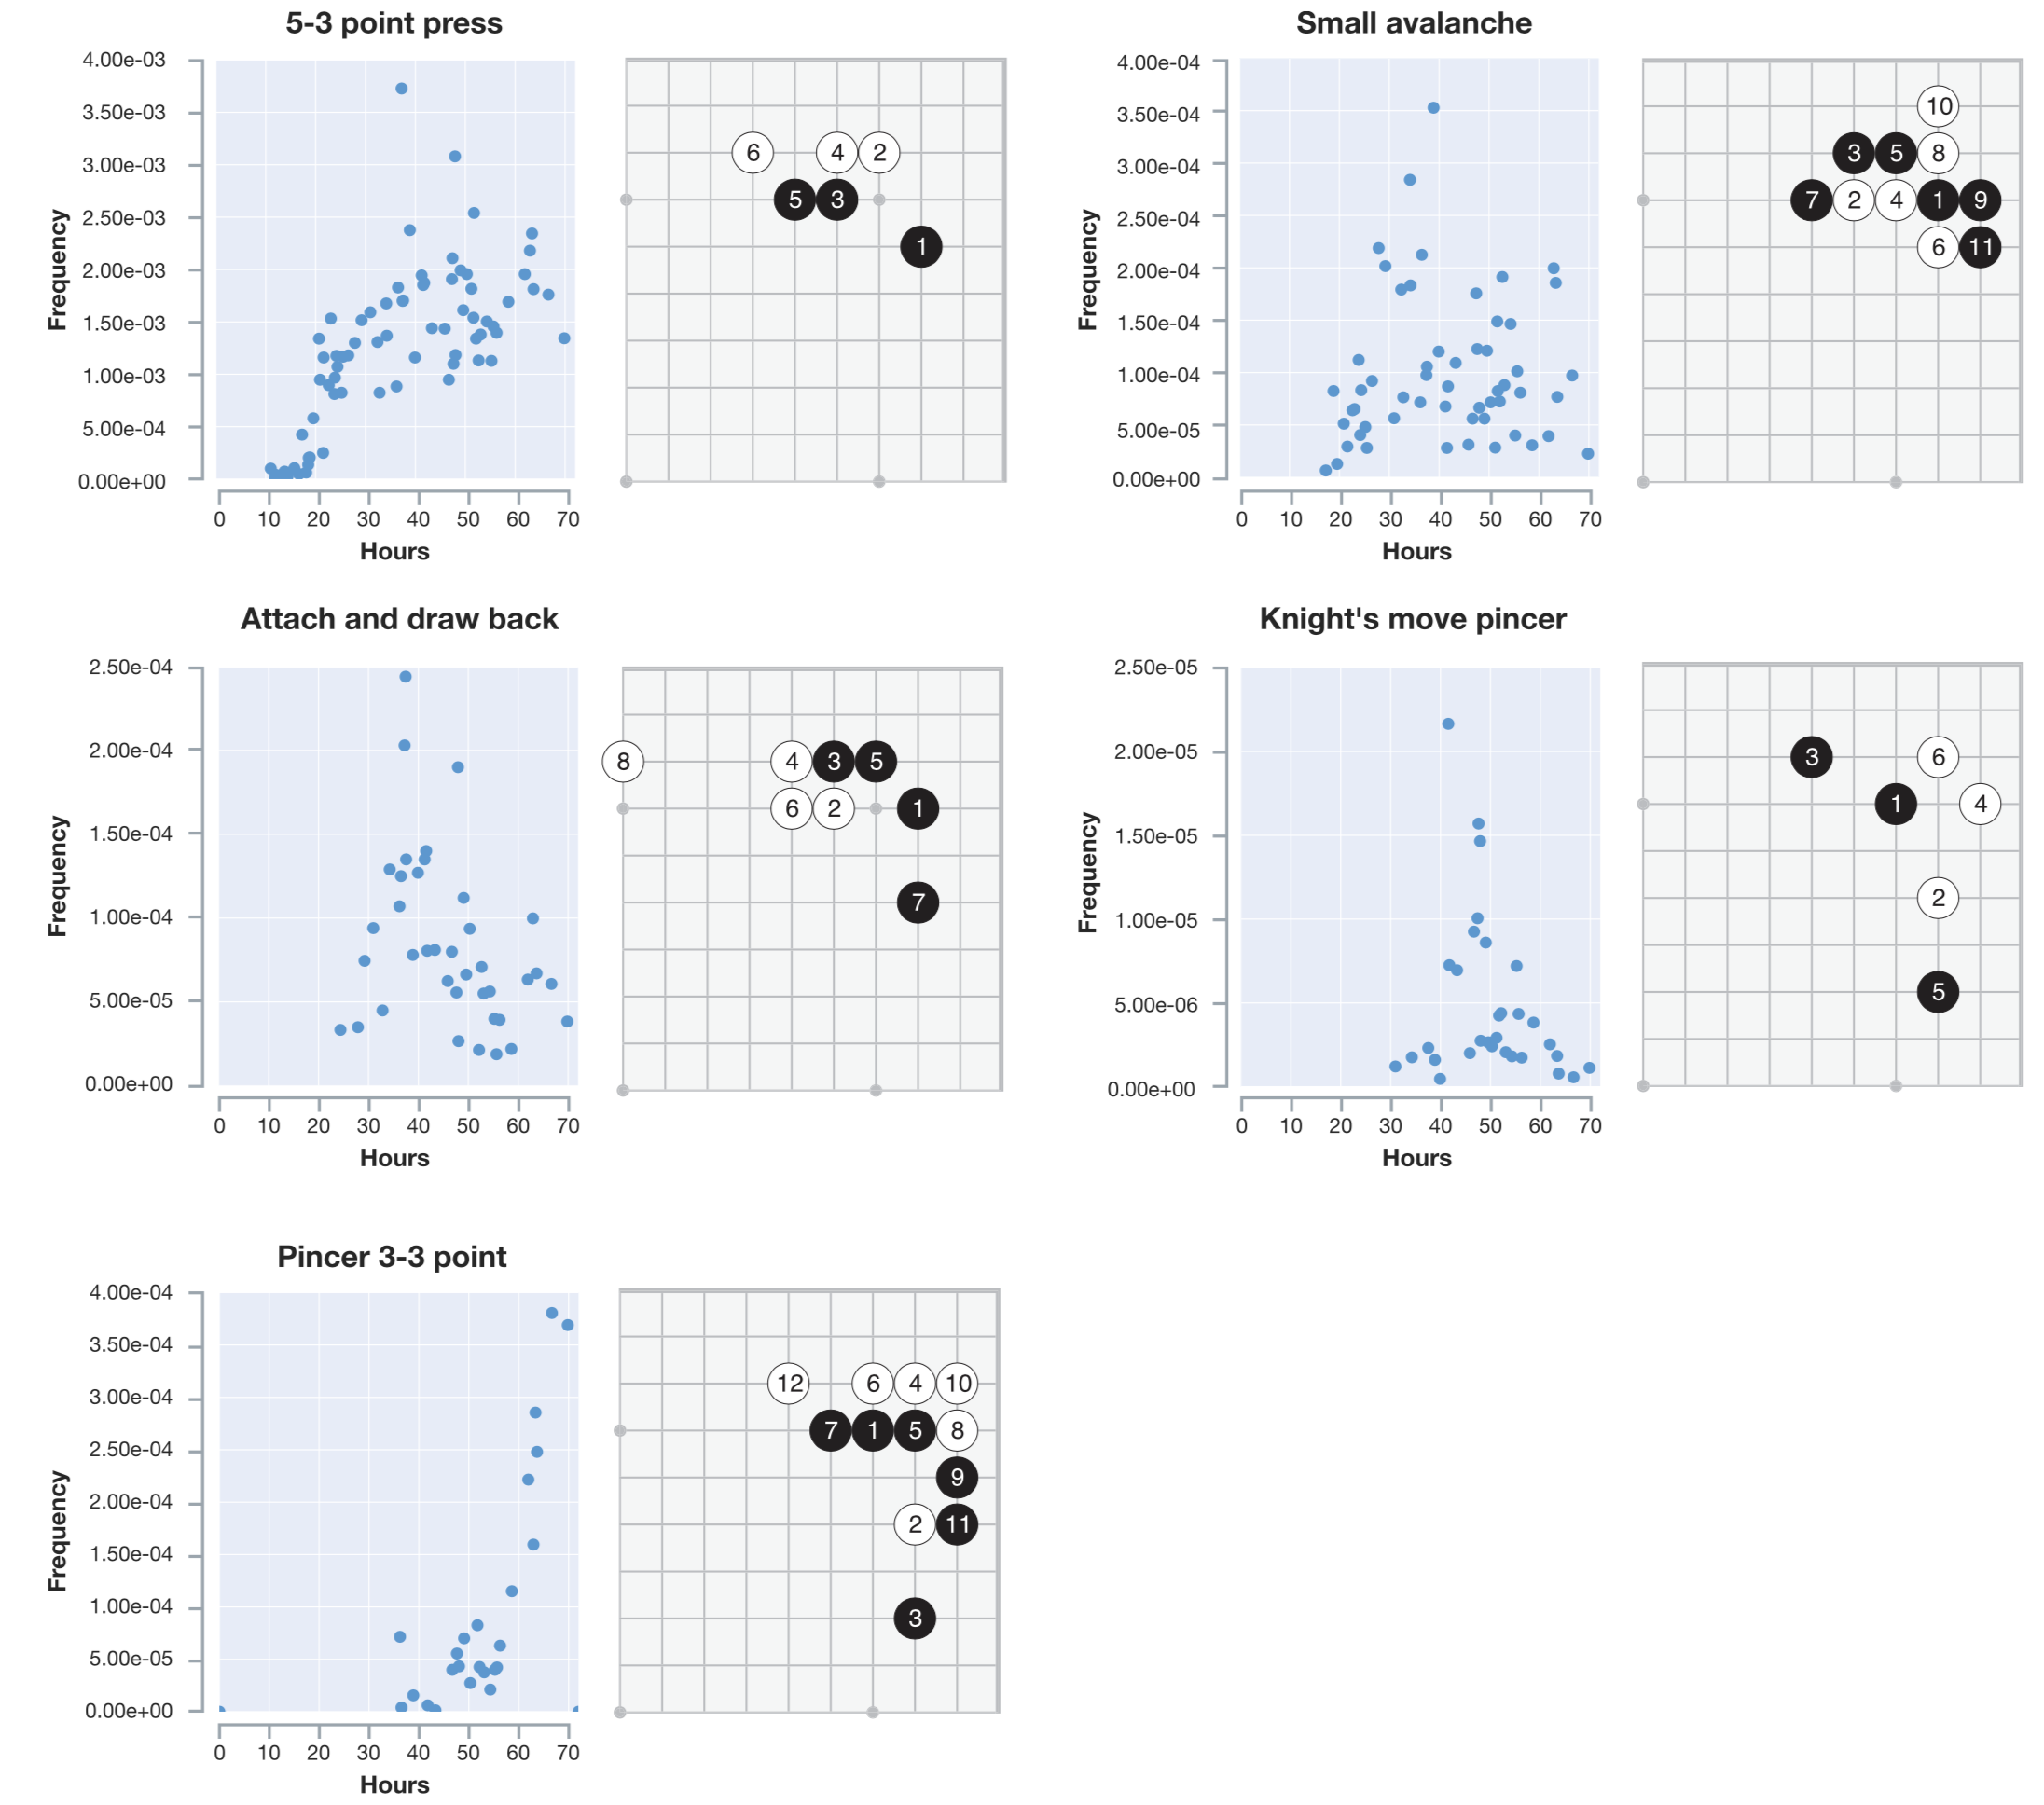 5-3 point press
4.00e-03
3.50e-03
3.00e-03
2.50e-03
2.00e-03
1.50e-03
1.00e-03
5.00e-04
0.00e+00
Frequency
0 10 20 30 40 50 60 70
Hours
6 4 2
5 3
1
Small avalanche
4.00e-04
3.50e-04
3.00e-04
2.50e-04
2.00e-04
1.50e-04
1.00e-04
5.00e-05
0.00e+00
Frequency
0 10 20 30 40 50 60 70
Hours
10
3 5 8
7 2 4 1 9
6 11
Attach and draw back
2.50e-04
2.00e-04
1.50e-04
1.00e-04
5.00e-05
0.00e+00
Frequency
0 10 20 30 40 50 60 70
Hours
8 4 3 5
6 2 1
7
Knight's move pincer
2.50e-05
2.00e-05
1.50e-05
1.00e-05
5.00e-06
0.00e+00
Frequency
0 10 20 30 40 50 60 70
Hours
3 6
1 4
2
5
Pincer 3-3 point
4.00e-04
3.50e-04
3.00e-04
2.50e-04
2.00e-04
1.50e-04
1.00e-04
5.00e-05
0.00e+00
Frequency
0 10 20 30 40 50 60 70
Hours
12 6 4 10
7 1 5 8
9
2 11
3